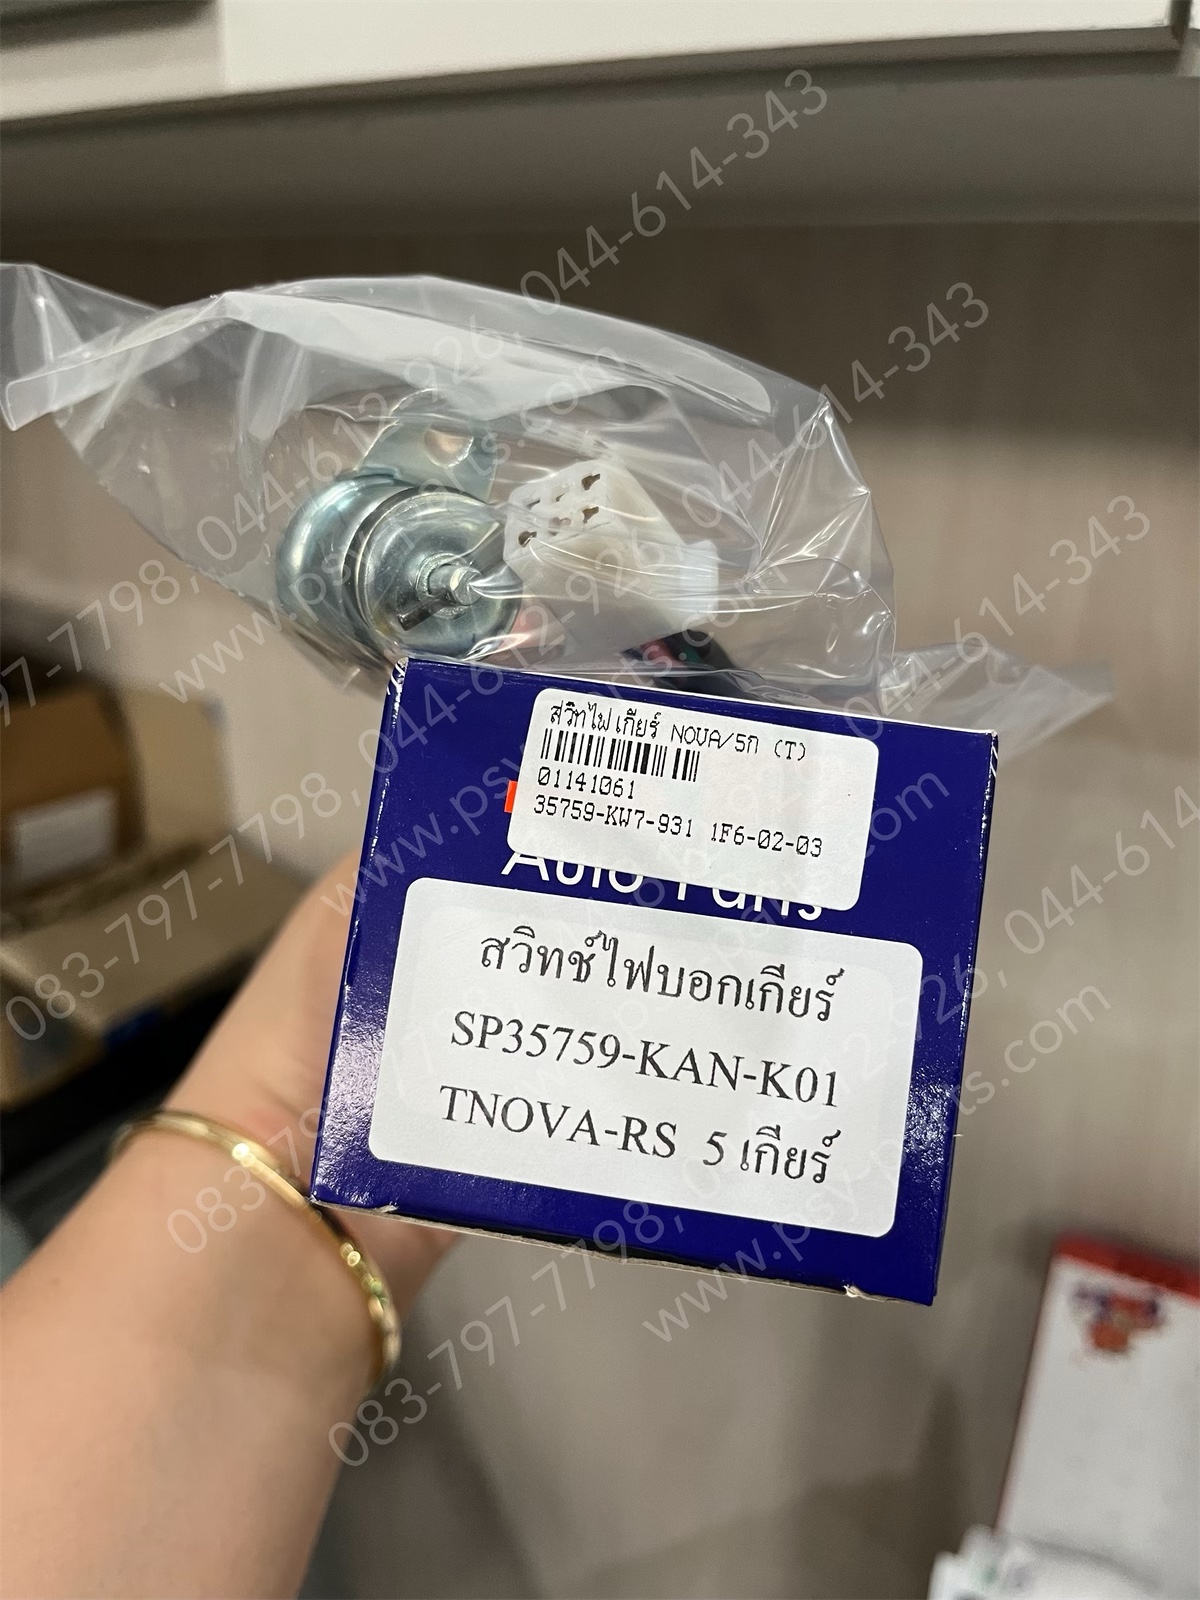 สวิทไฟเกียร์ NOVA/5ก (T)
01141061
35759-KW7-931 1F6-02-03
Auto Parts
สวิทช์ไฟบอกเกียร์
SP35759-KAN-K01
TNOVA-RS 5 เกียร์
083-797-7798, 044-612-926, 044-614-343
www.psyparts.com